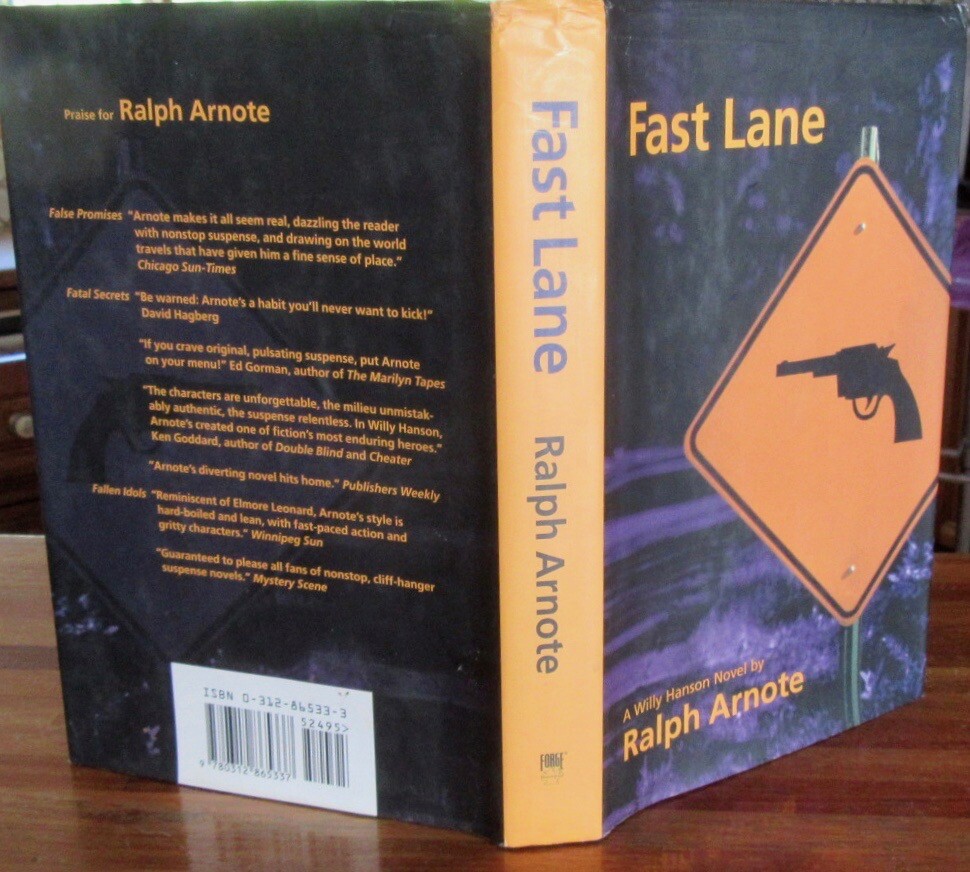 Praise for Ralph Arnote
False Promises "Arnote makes it all seem real, dazzling the reader
with nonstop suspense, and drawing on the world
travels that have given him a fine sense of place."
Chicago Sun-Times
Fatal Secrets "Be warned: Arnote's a habit you'll never want to kick!"
David Hagberg
"If you crave original, pulsating suspense, put Arnote
on your menu!" Ed Gorman, author of The Marilyn Tapes
"The characters are unforgettable, the milieu unmistak-
ably authentic, the suspense relentless. In Willy Hanson,
Arnote's created one of fiction's most enduring heroes."
Ken Goddard, author of Double Blind and Cheater
"Arnote's diverting novel hits home." Publishers Weekly
Fallen Idols "Reminiscent of Elmore Leonard, Arnote's style is
hard-boiled and lean, with fast-paced action and
gritty characters." Winnipeg Sun
"Guaranteed to please all fans of nonstop, cliff-hanger
suspense novels." Mystery Scene
ISBN 0-312-86533-3
52495>
9 780312 865337
Fast Lane
Ralph Arnote
FORGE
Fast Lane
A Willy Hanson Novel by
Ralph Arnote